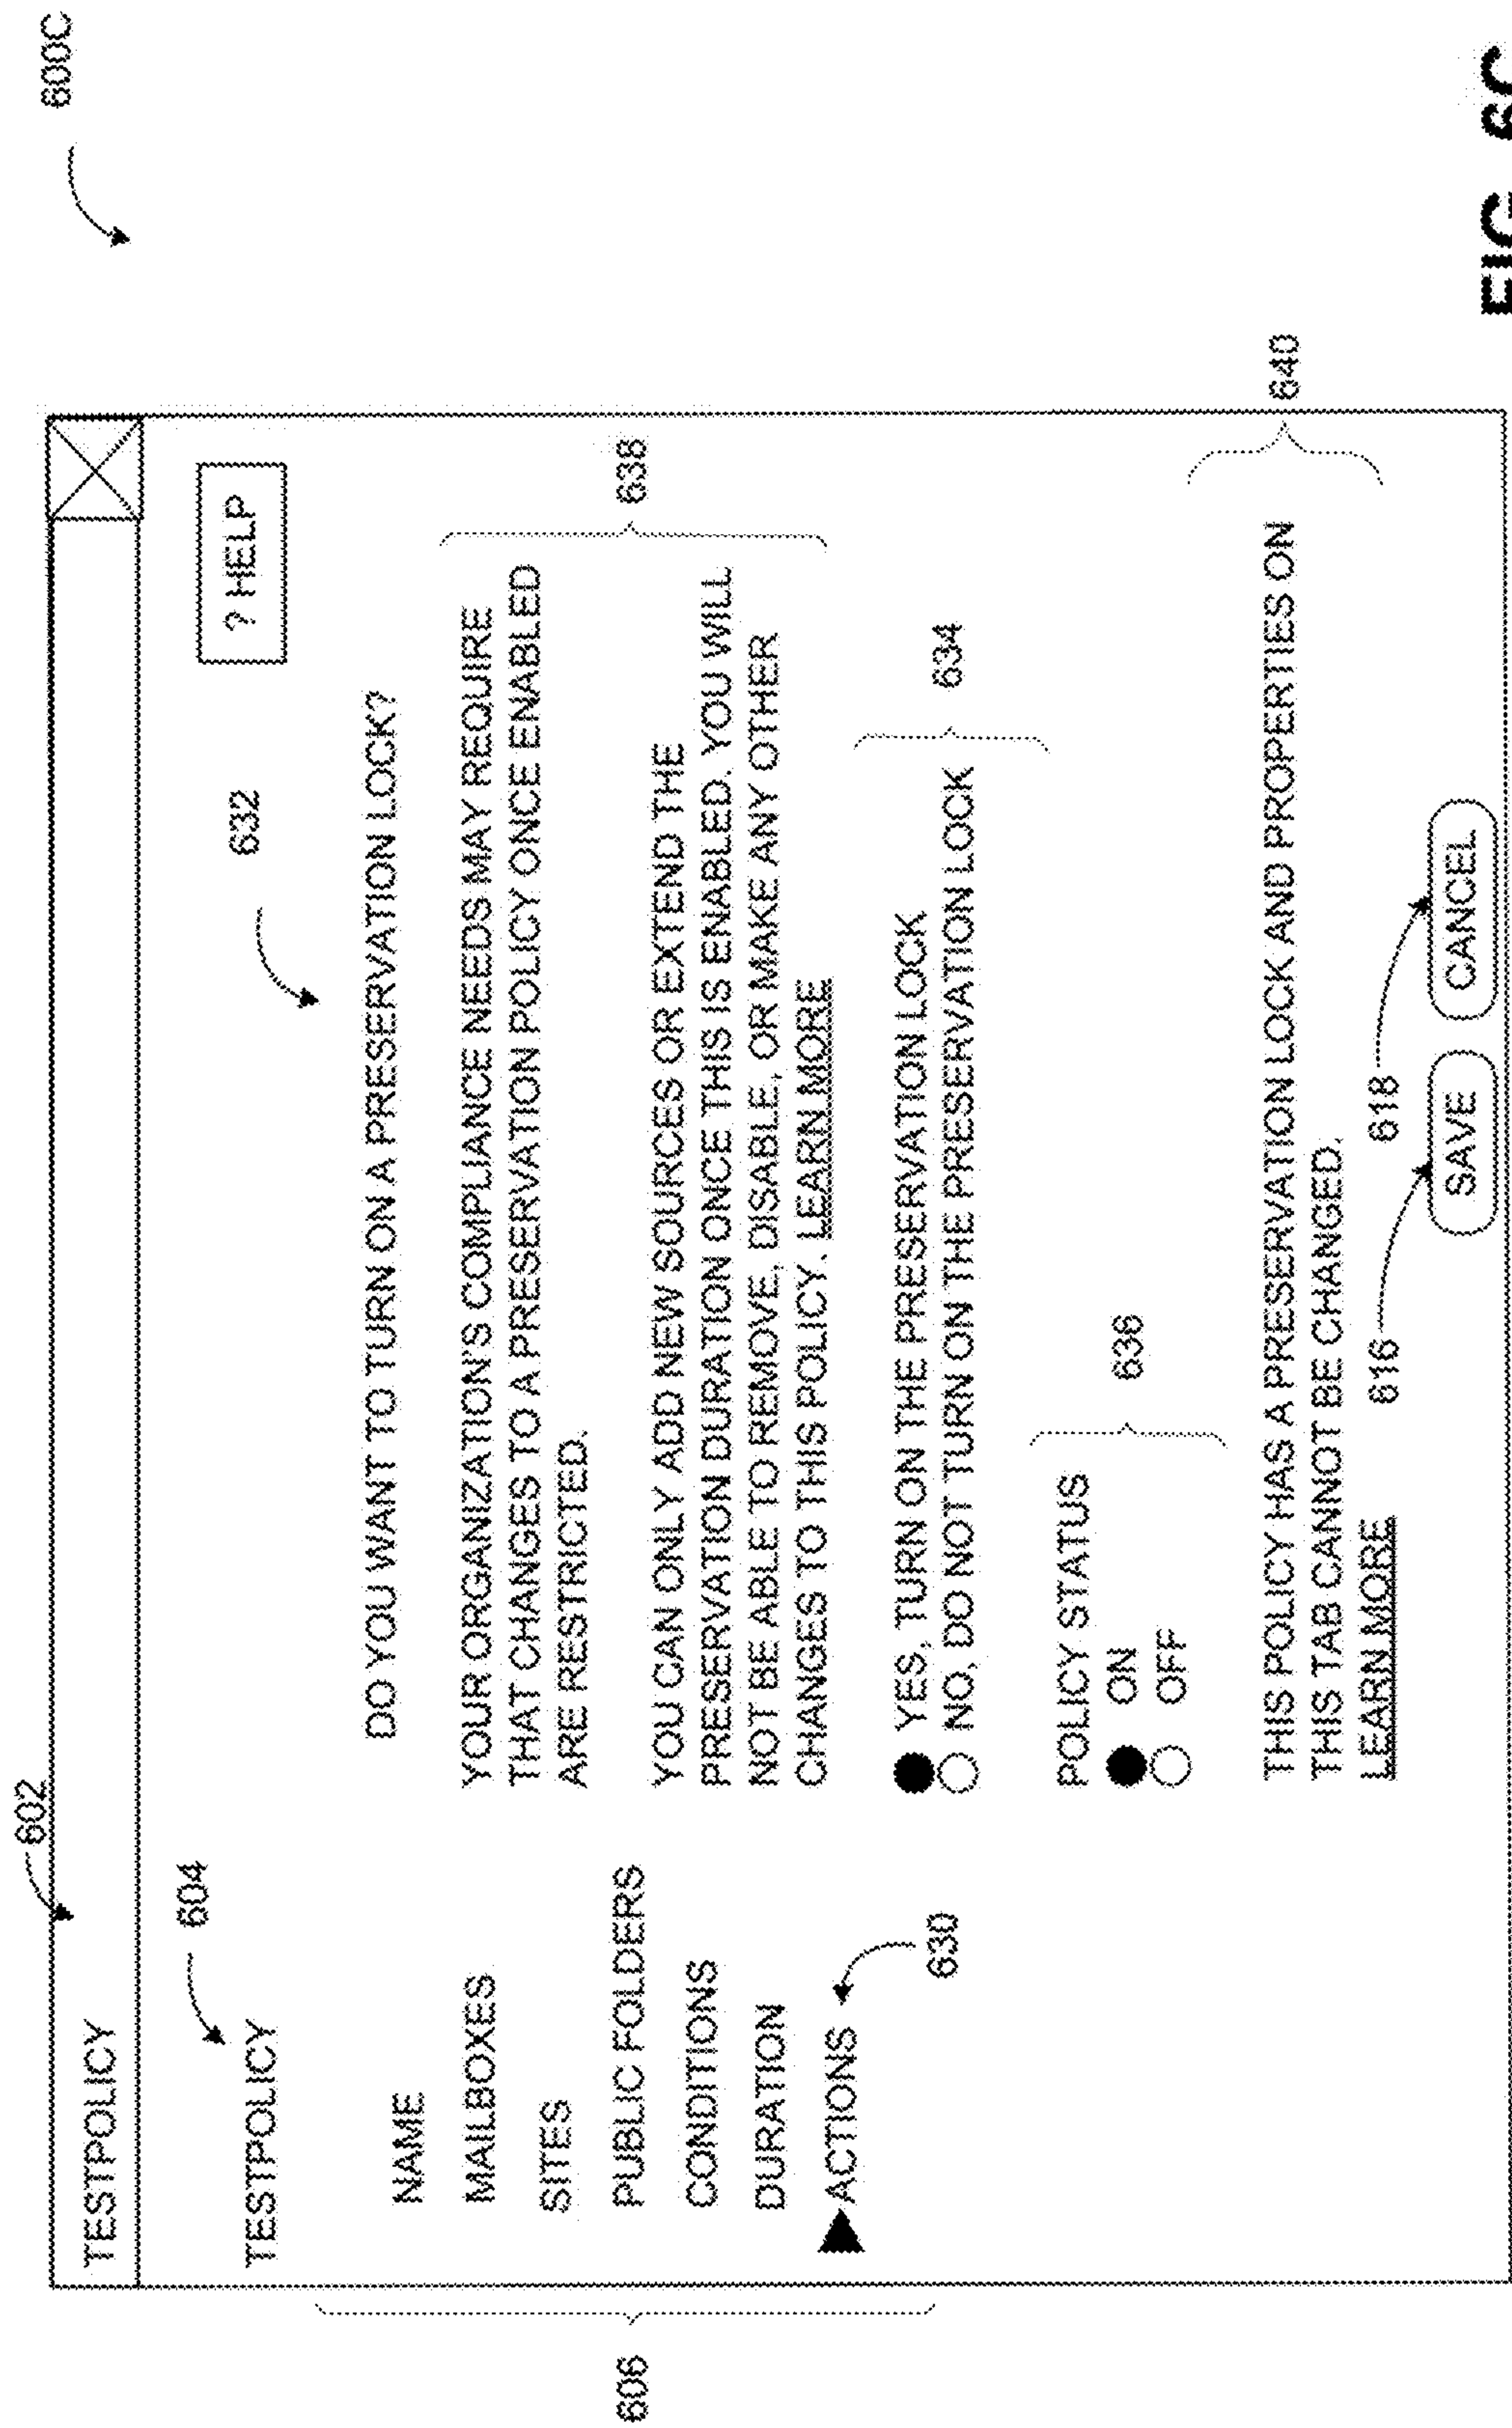 600C
602
TESTPOLICY
604
TESTPOLICY
? HELP
632
606
NAME
MAILBOXES
SITES
PUBLIC FOLDERS
CONDITIONS
DURATION
ACTIONS
630
DO YOU WANT TO TURN ON A PRESERVATION LOCK?
YOUR ORGANIZATION'S COMPLIANCE NEEDS MAY REQUIRE
THAT CHANGES TO A PRESERVATION POLICY ONCE ENABLED
ARE RESTRICTED.
638
YOU CAN ONLY ADD NEW SOURCES OR EXTEND THE
PRESERVATION DURATION ONCE THIS IS ENABLED. YOU WILL
NOT BE ABLE TO REMOVE, DISABLE, OR MAKE ANY OTHER
CHANGES TO THIS POLICY. LEARN MORE
YES, TURN ON THE PRESERVATION LOCK
NO, DO NOT TURN ON THE PRESERVATION LOCK
634
POLICY STATUS
ON
OFF
636
THIS POLICY HAS A PRESERVATION LOCK AND PROPERTIES ON
THIS TAB CANNOT BE CHANGED.
LEARN MORE
640
616
618
SAVE
CANCEL
FIG. 6C